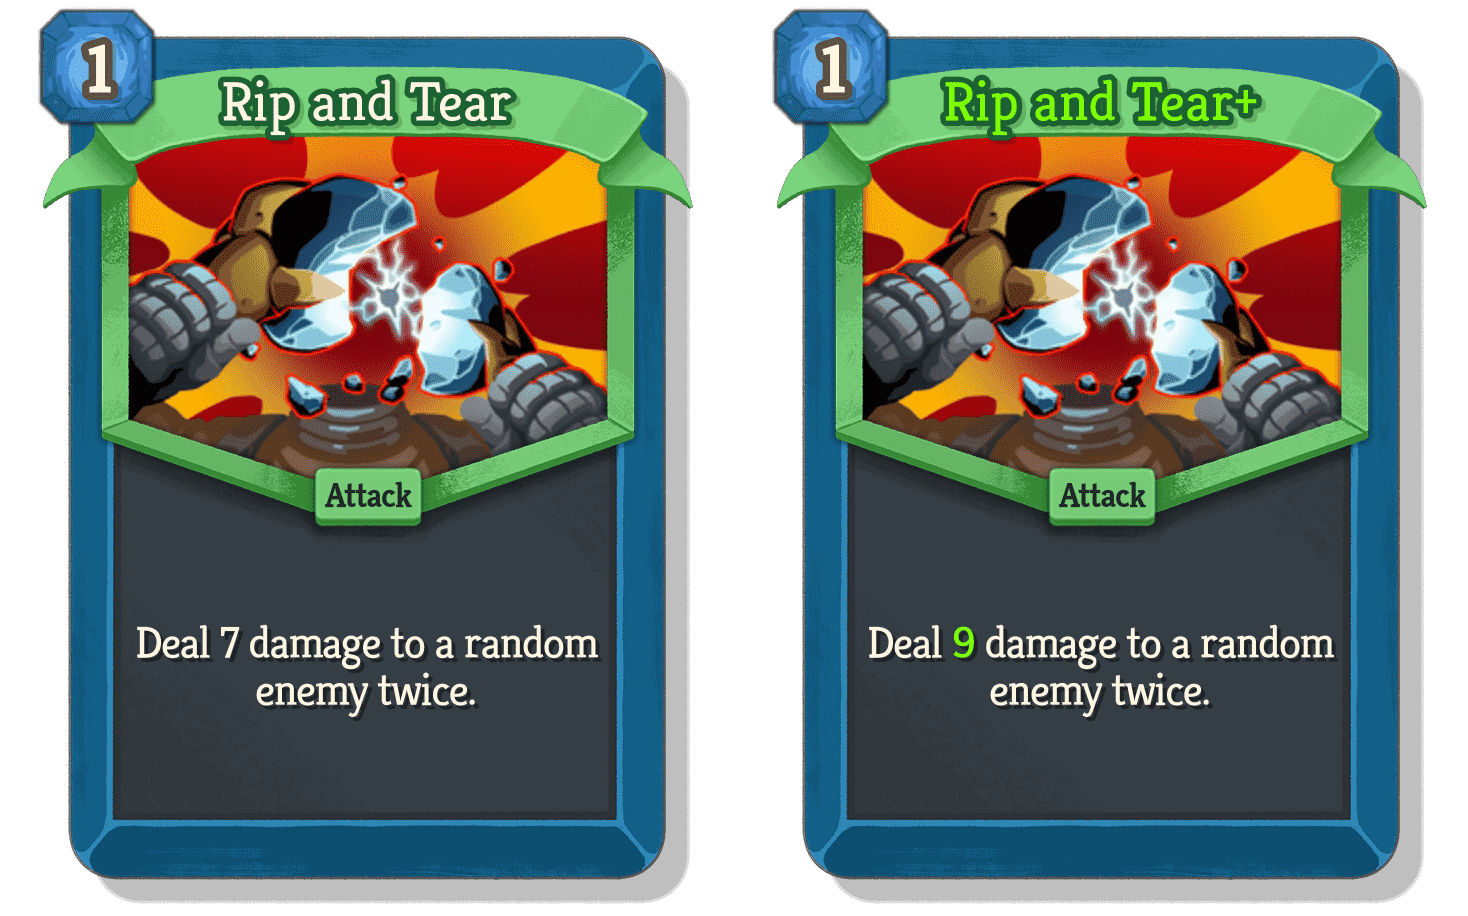 1
Rip and Tear
Attack
Deal 7 damage to a random
enemy twice.
1
Rip and Tear+
Attack
Deal 9 damage to a random
enemy twice.